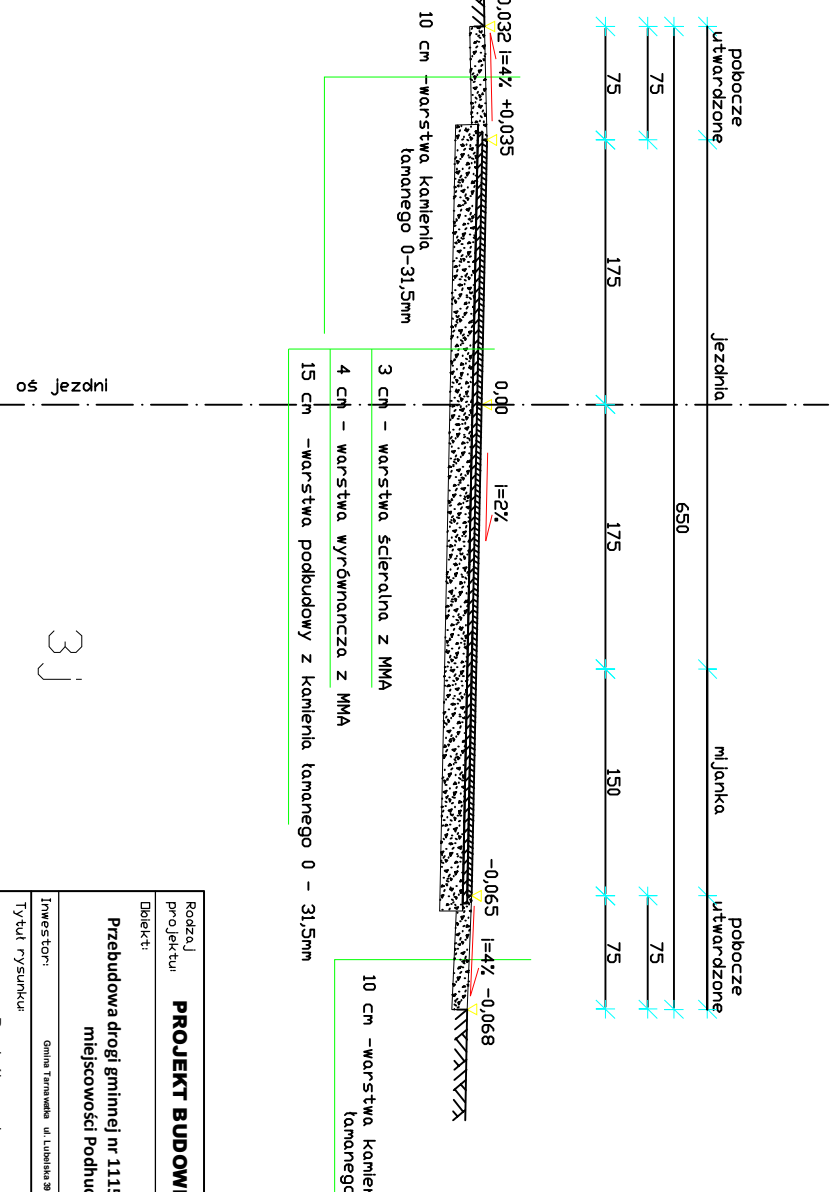 pobocze
utwardzone
jezdnia
mijanka
pobocze
utwardzone
650
75
75
75
175
175
150
75
0,032
i=4%
+0,035
0,00
i=2%
-0,065
i=4%
-0,068
10 cm -warstwa kamienia
łamanego 0-31,5mm
3 cm - warstwa ścieralna z MMA
4 cm - warstwa wyrównancza z MMA
15 cm -warstwa podbudowy z kamienia łamanego 0 - 31,5mm
10 cm -warstwa kamien
łamanego
oś jezdni
3j
Rodzaj
projektu:
PROJEKT BUDOW
Obiekt:
Przebudowa drogi gminnej nr 1115
miejscowości Podhuc
Inwestor:
Gmina Tarnawatka ul. Lubelska 39
Tytuł rysunku: